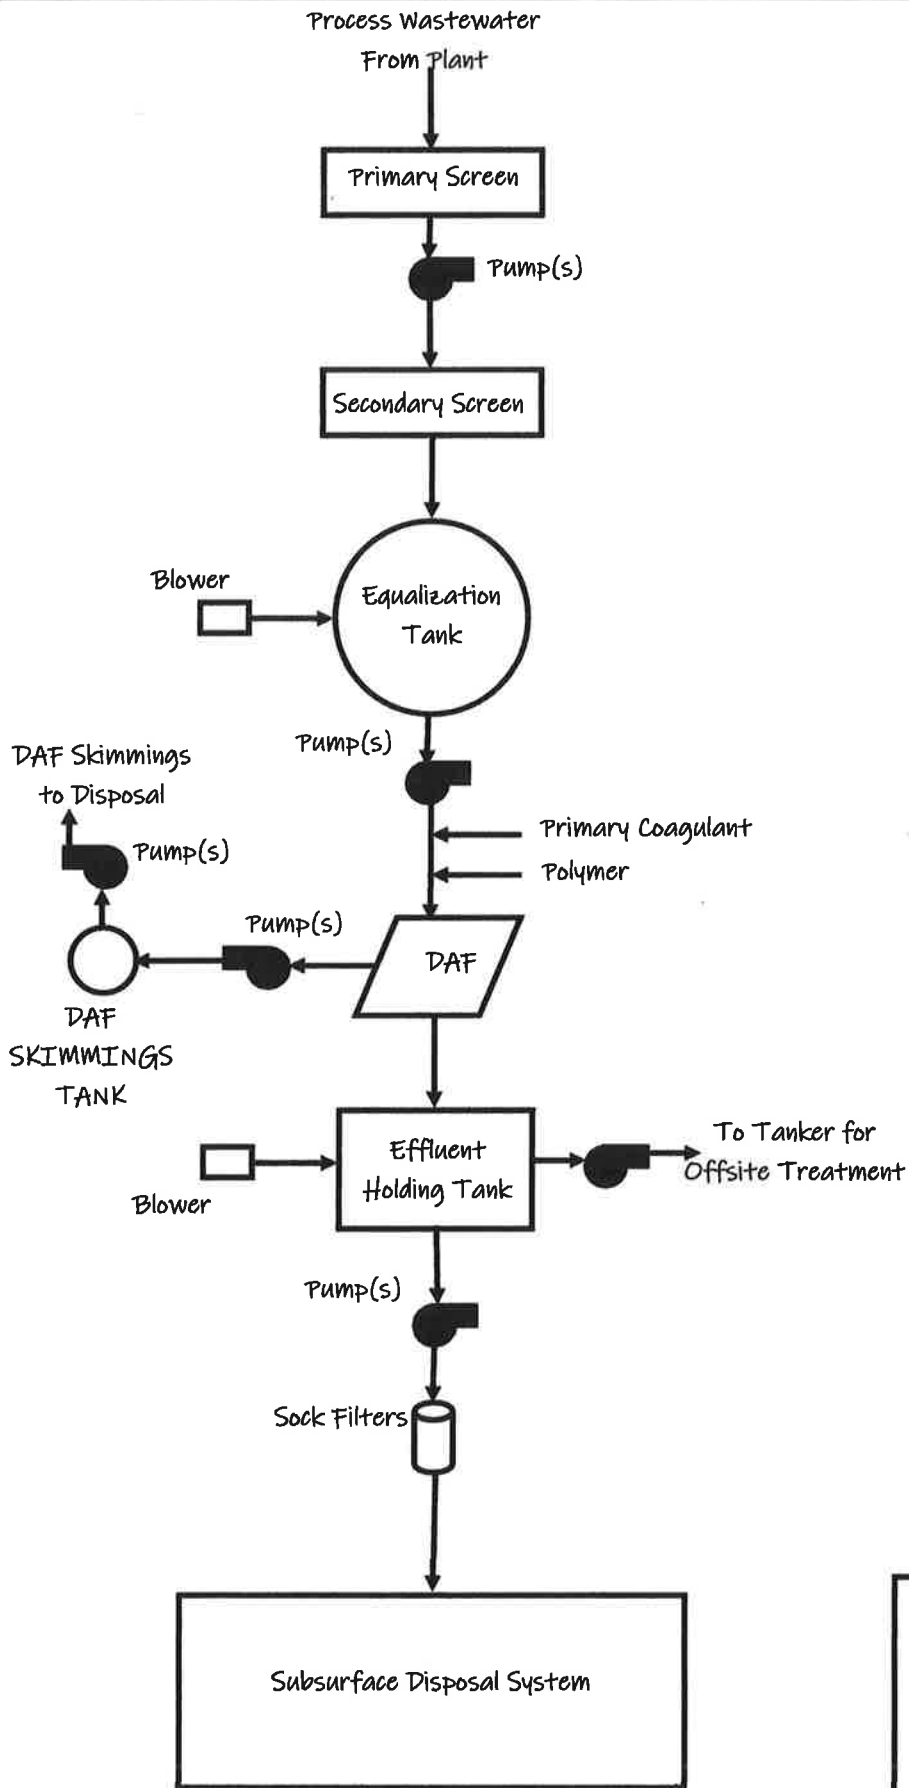 Process Wastewater
From Plant
Primary Screen
Pump(s)
Secondary Screen
Blower
Equalization
Tank
Pump(s)
DAF Skimmings
to Disposal
Pump(s)
Primary Coagulant
Polymer
Pump(s)
DAF
DAF
SKIMMINGS
TANK
Effluent
Holding Tank
To Tanker for
Offsite Treatment
Blower
Pump(s)
Sock Filters
Subsurface Disposal System